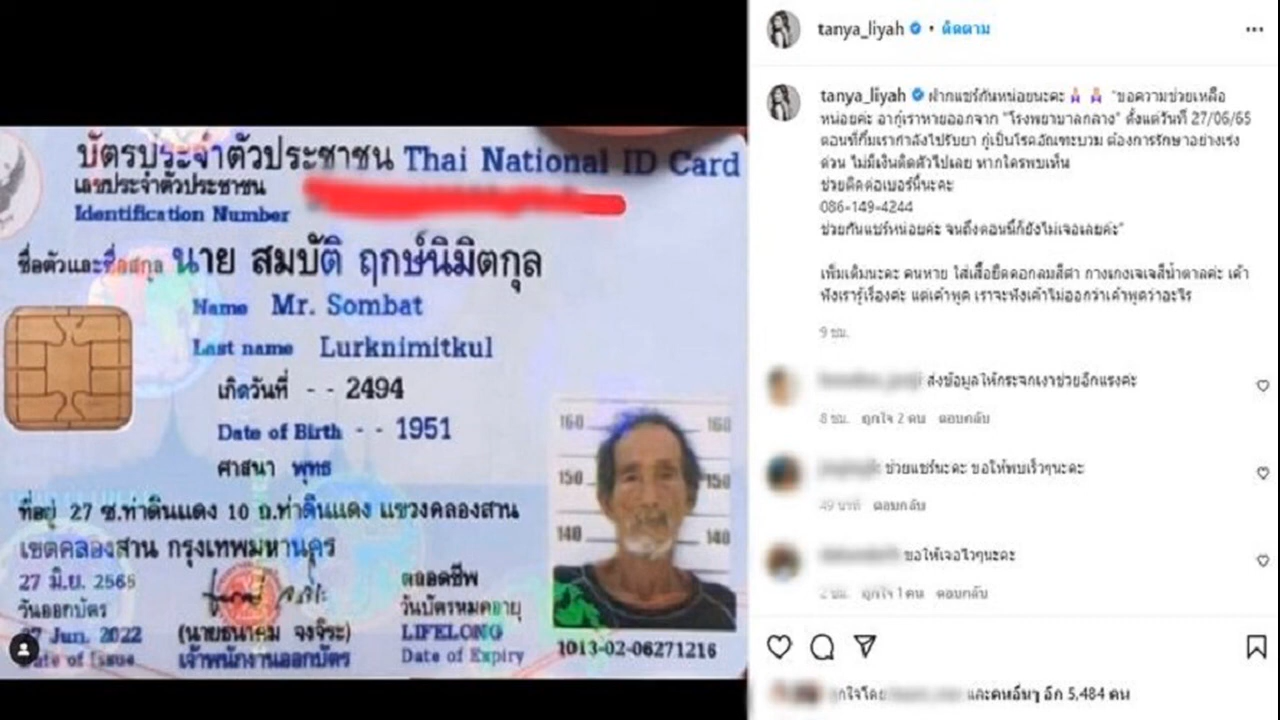 บัตรประจำตัวประชาชน Thai National ID Card
เลขประจำตัวประชาชน
Identification Number
ชื่อตัวและชื่อสกุล นาย สมบัติ ฤกษ์นิมิตกุล
Name Mr. Sombat
Last name Lurknimitkul
เกิดวันที่ - - 2494
Date of Birth - - 1951
ศาสนา พุทธ
ที่อยู่ 27 ซ.ท่าดินแดง 10 ถ.ท่าดินแดง แขวงคลองสาน
เขตคลองสาน กรุงเทพมหานคร
27 มิ.ย. 2565
วันออกบัตร
27 Jun. 2022
Date of Issue
(นายธนาคม จงจิระ)
เจ้าพนักงานออกบัตร
ตลอดชีพ
วันบัตรหมดอายุ
LIFELONG
Date of Expiry
160 160
150 150
140 140
1013-02-06271216
tanya_liyah • ติดตาม
tanya_liyah ฝากแชร์กันหน่อยนะคะ "ขอความช่วยเหลือ
หน่อยค่ะ อากู๋เราหายออกจาก "โรงพยาบาลกลาง" ตั้งแต่วันที่ 27/06/65
ตอนที่กิ๊มเรากำลังไปรับยา กู๋เป็นโรคอัณฑะบวม ต้องการรักษาอย่างเร่ง
ด่วน ไม่มีเงินติดตัวไปเลย หากใครพบเห็น
ช่วยติดต่อเบอร์นี้นะคะ
086-149-4244
ช่วยกันแชร์หน่อยค่ะ จนถึงตอนนี้ก็ยังไม่เจอเลยค่ะ"
เพิ่มเติมนะคะ คนหาย ใส่เสื้อยืดคอกลมสีดำ กางเกงเจเจสีน้ำตาลค่ะ เค้า
ฟังเรารู้เรื่องค่ะ แต่เค้าพูด เราจะฟังเค้าไม่ออกว่าเค้าพูดว่าอะไร
9 ชม.
ส่งข้อมูลให้กระจกเงาช่วยอีกแรงค่ะ
8 ชม. ถูกใจ 2 คน ตอบกลับ
ช่วยแชร์นะคะ ขอให้พบเร็วๆนะคะ
49 นาที ตอบกลับ
ขอให้เจอไวๆนะคะ
2 ชม. ถูกใจ 1 คน ตอบกลับ
ถูกใจโดย และคนอื่นๆ อีก 5,484 คน